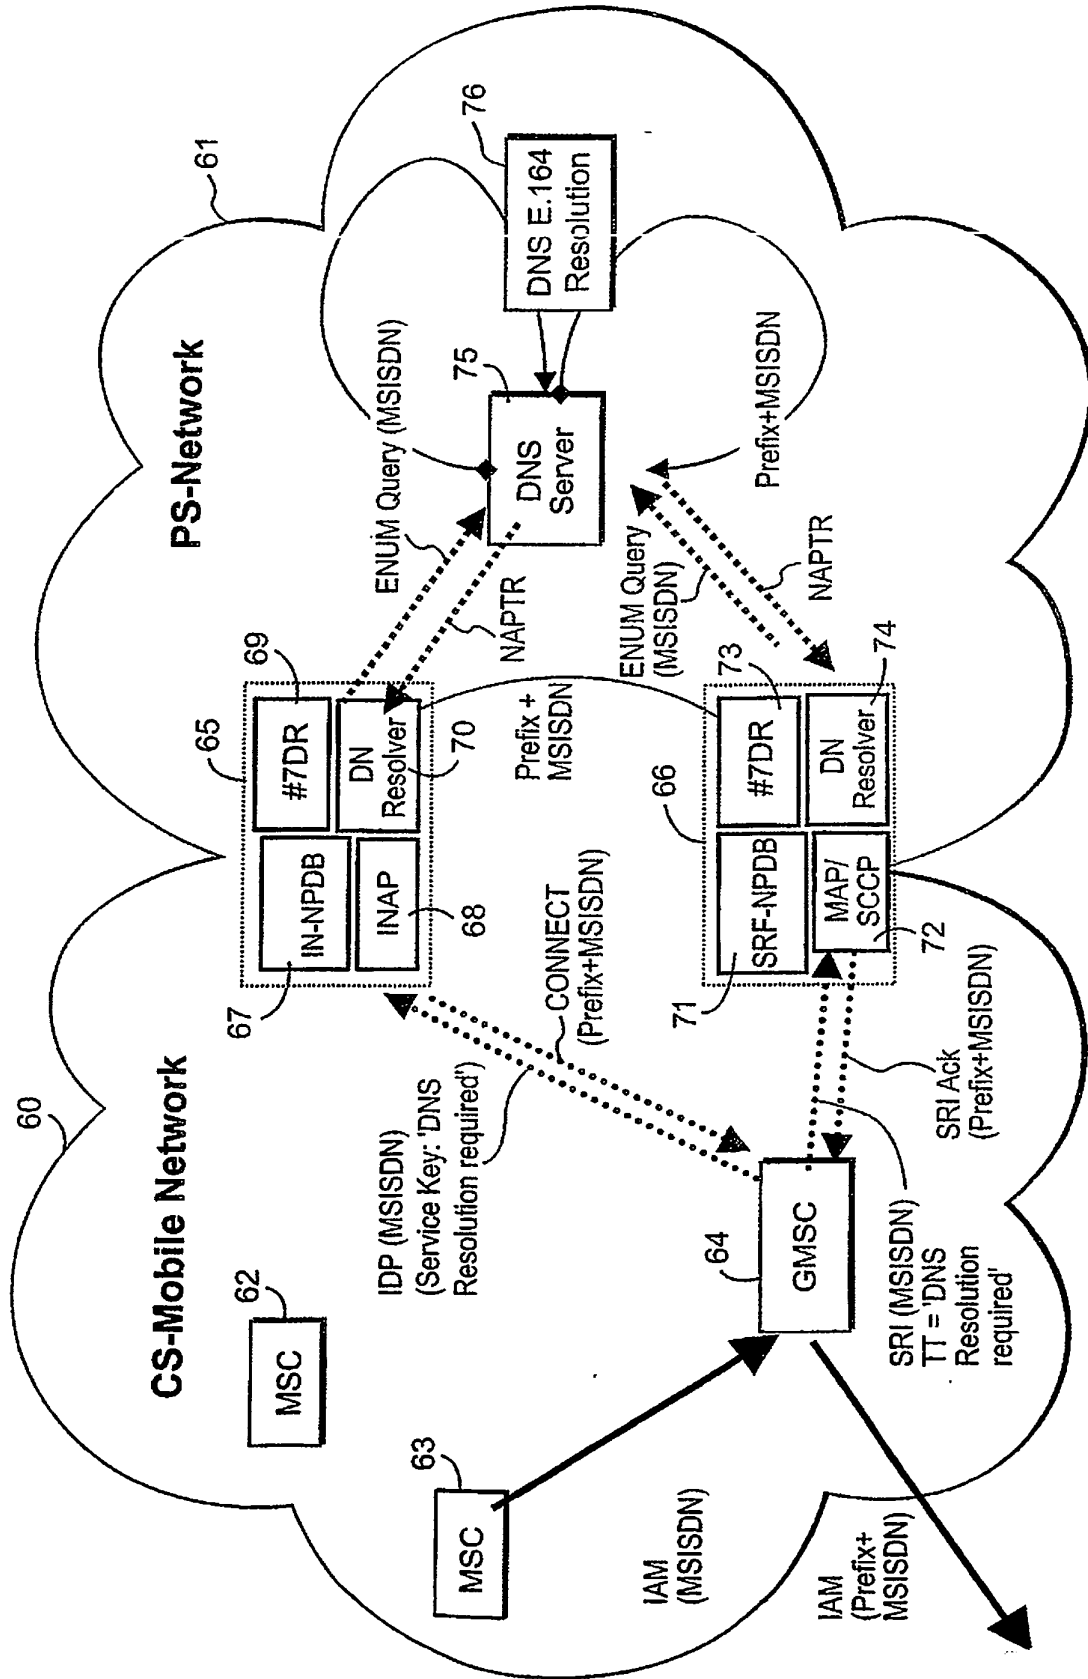 60
CS-Mobile Network
PS-Network
61
62
MSC
63
MSC
IAM
(MSISDN)
IAM
(Prefix+
MSISDN)
64
GMSC
IDP (MSISDN)
(Service Key: 'DNS
Resolution required')
CONNECT
(Prefix+MSISDN)
SRI (MSISDN)
TT = 'DNS
Resolution
required'
SRI Ack
(Prefix+MSISDN)
65
67
IN-NPDB
INAP
68
69
#7DR
DN
Resolver
70
Prefix +
MSISDN
66
71
SRF-NPDB
MAP/
SCCP
72
73
#7DR
DN
Resolver
74
ENUM Query (MSISDN)
NAPTR
ENUM Query
(MSISDN)
NAPTR
75
DNS
Server
Prefix+MSISDN
76
DNS E.164
Resolution